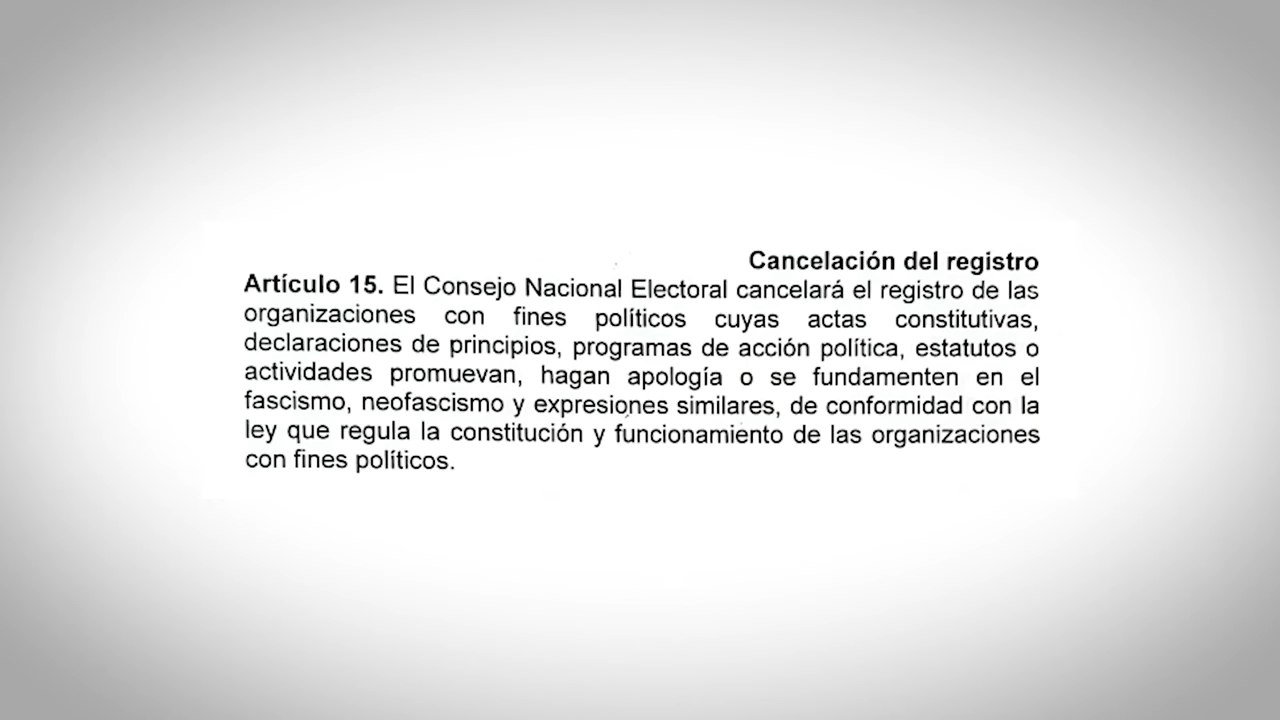 Cancelación del registro
Artículo 15. El Consejo Nacional Electoral cancelará el registro de las
organizaciones con fines políticos cuyas actas constitutivas,
declaraciones de principios, programas de acción política, estatutos o
actividades promuevan, hagan apología o se fundamenten en el
fascismo, neofascismo y expresiones similares, de conformidad con la
ley que regula la constitución y funcionamiento de las organizaciones
con fines políticos.